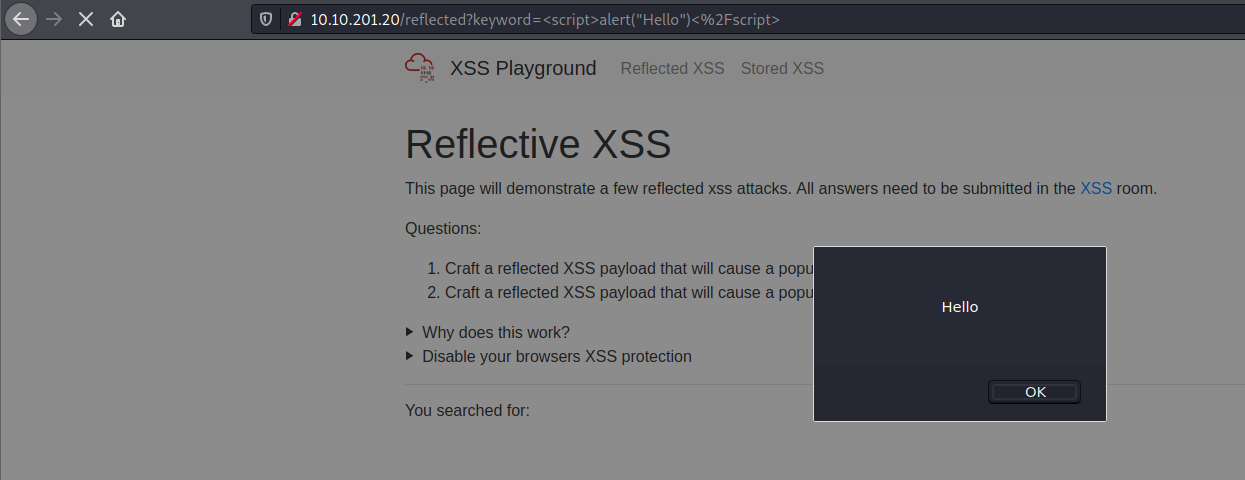 10.10.201.20/reflected?keyword=<script>alert("Hello")<%2Fscript>
XSS Playground Reflected XSS Stored XSS
Reflective XSS
This page will demonstrate a few reflected xss attacks. All answers need to be submitted in the XSS room.
Questions:
1. Craft a reflected XSS payload that will cause a popu
2. Craft a reflected XSS payload that will cause a popu
Hello
Why does this work?
Disable your browsers XSS protection
OK
You searched for: